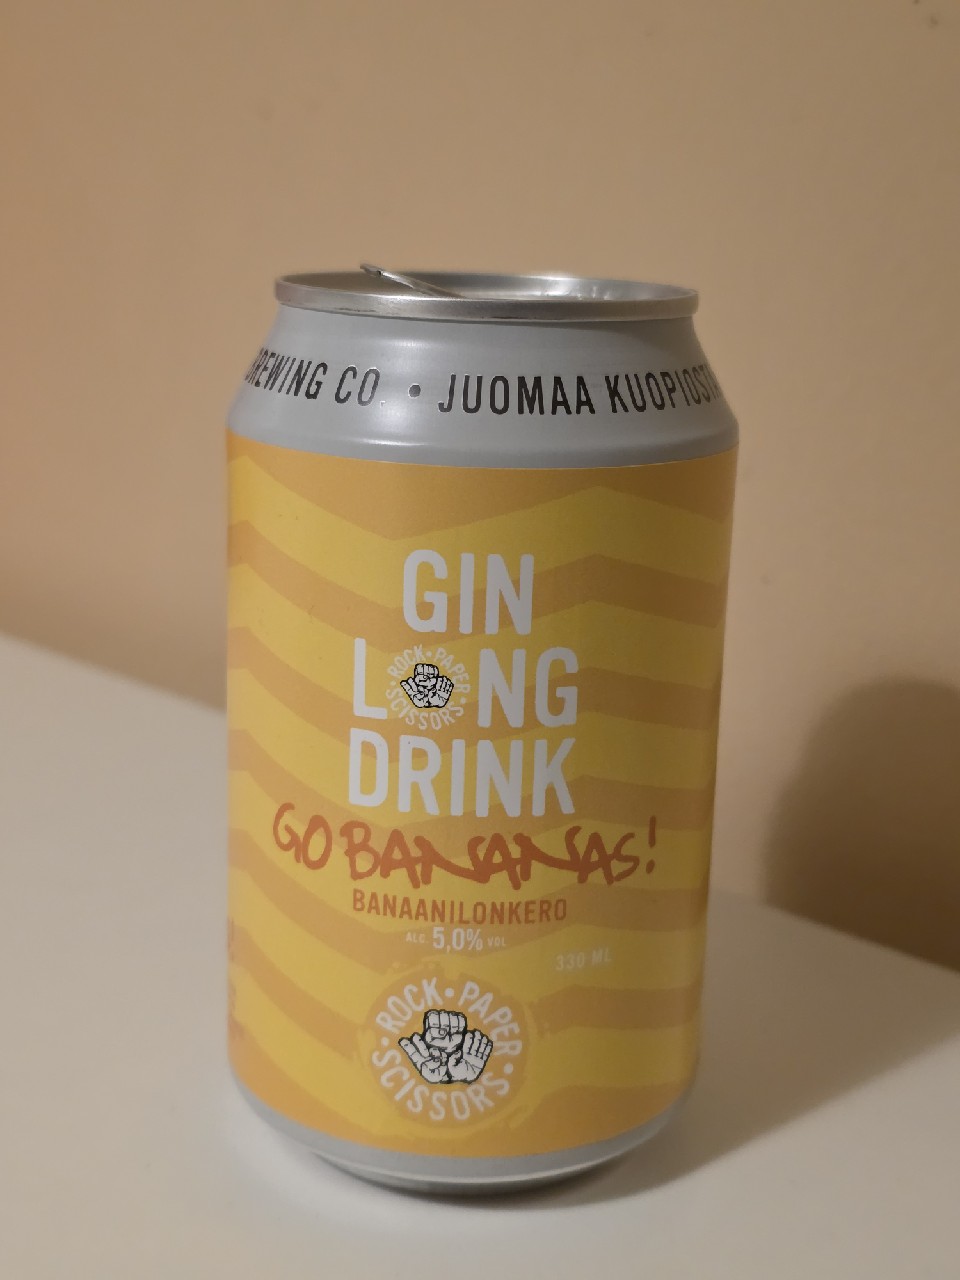 BREWING CO. • JUOMAA KUOPIOSTA
GIN
LONG
ROCK • PAPER • SCISSORS •
DRINK
GO BANANAS!
BANAANILONKERO
ALC 5,0% VOL
330 ML
ROCK • PAPER • SCISSORS •